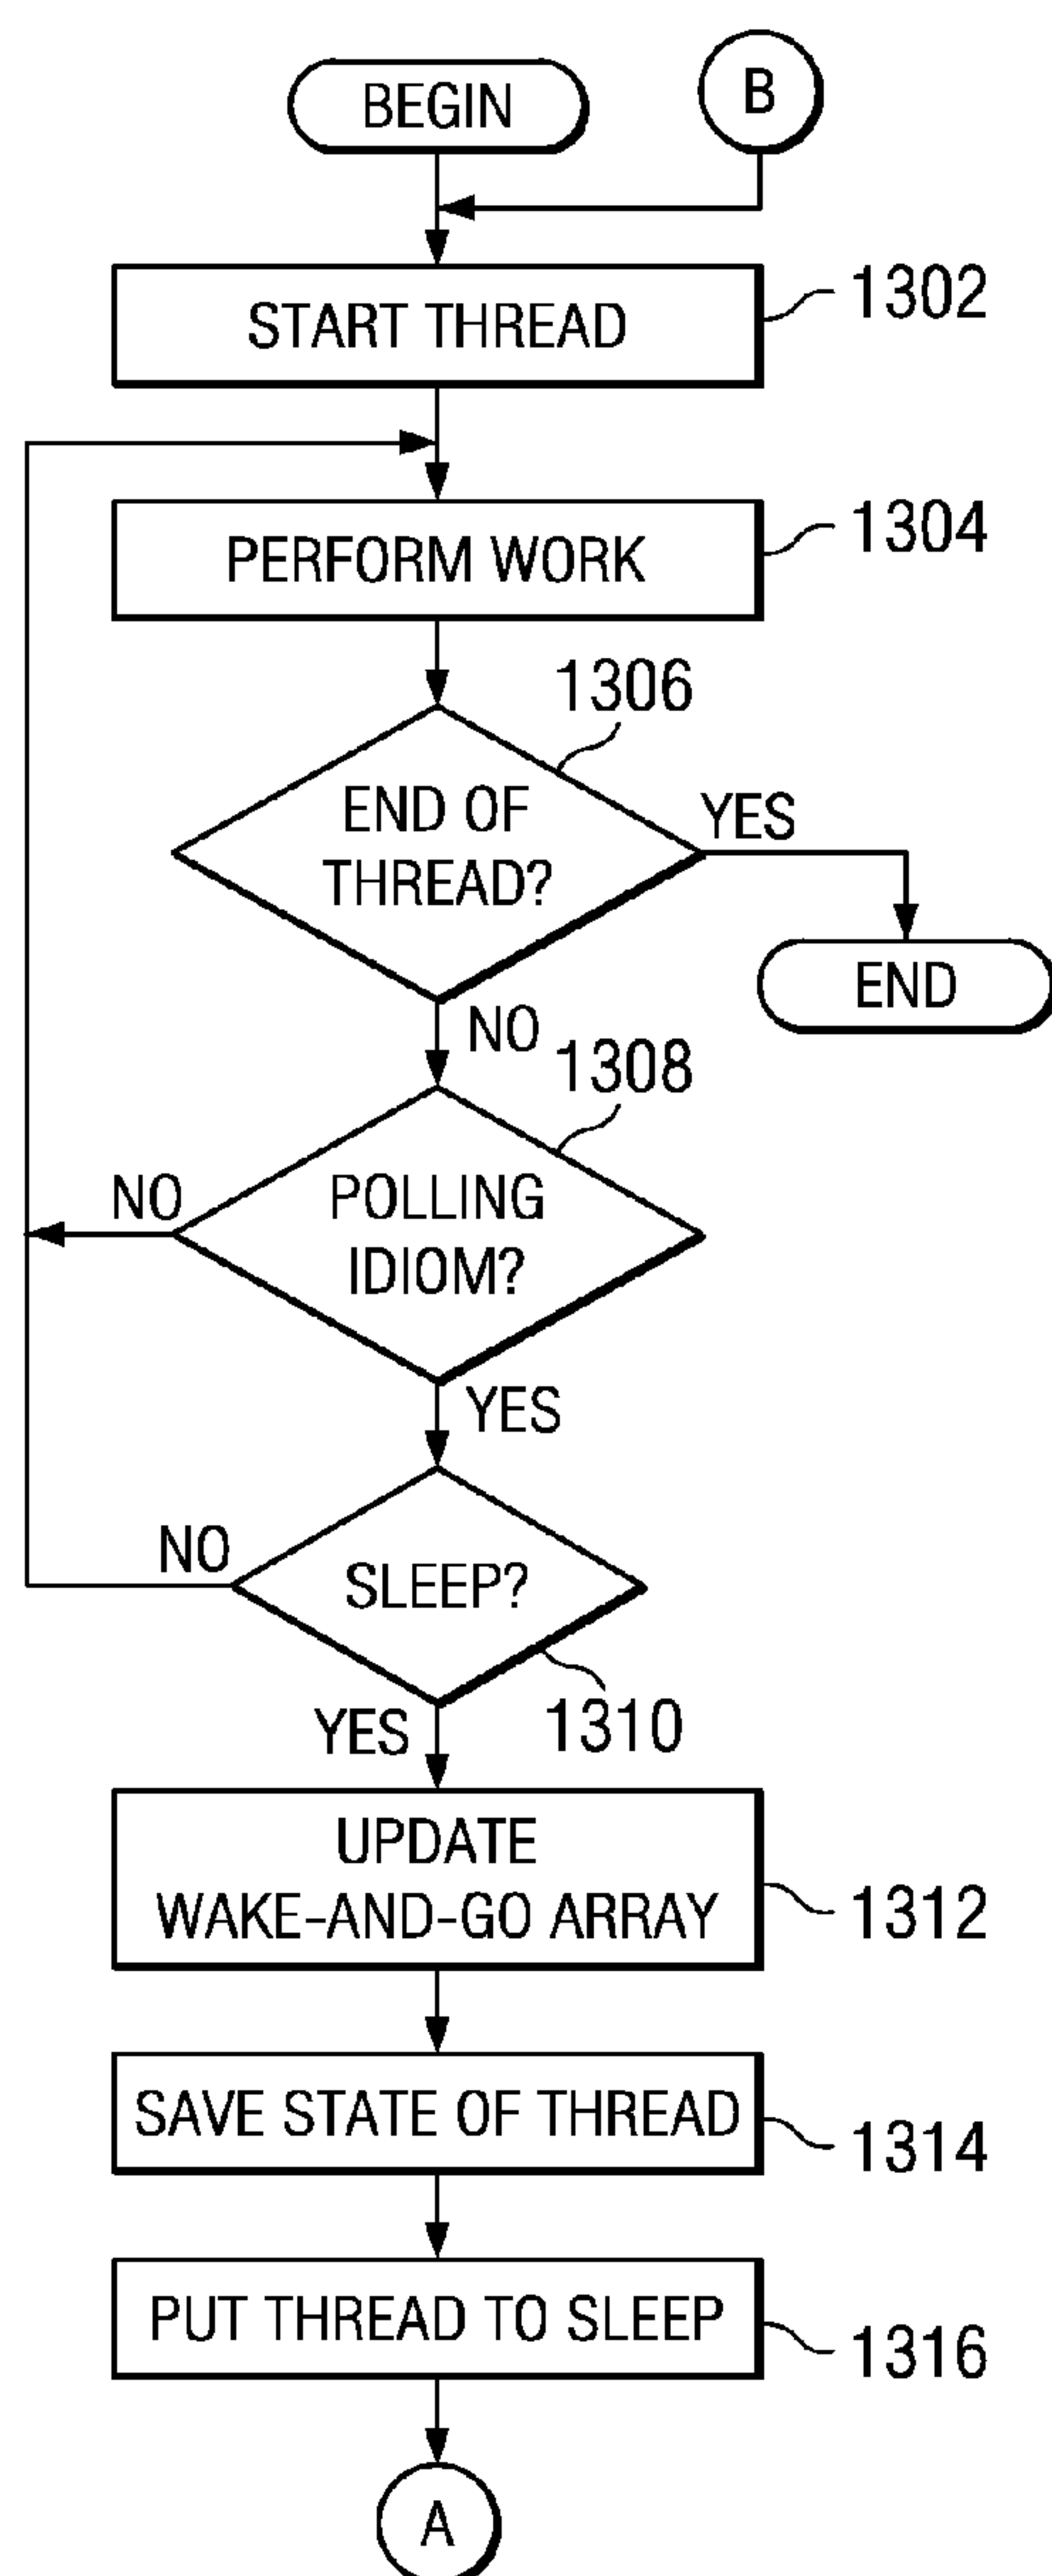 BEGIN
B
START THREAD
1302
PERFORM WORK
1304
1306
END OF
THREAD?
YES
END
NO
1308
NO
POLLING
IDIOM?
YES
NO
SLEEP?
YES
1310
UPDATE
WAKE-AND-GO ARRAY
1312
SAVE STATE OF THREAD
1314
PUT THREAD TO SLEEP
1316
A